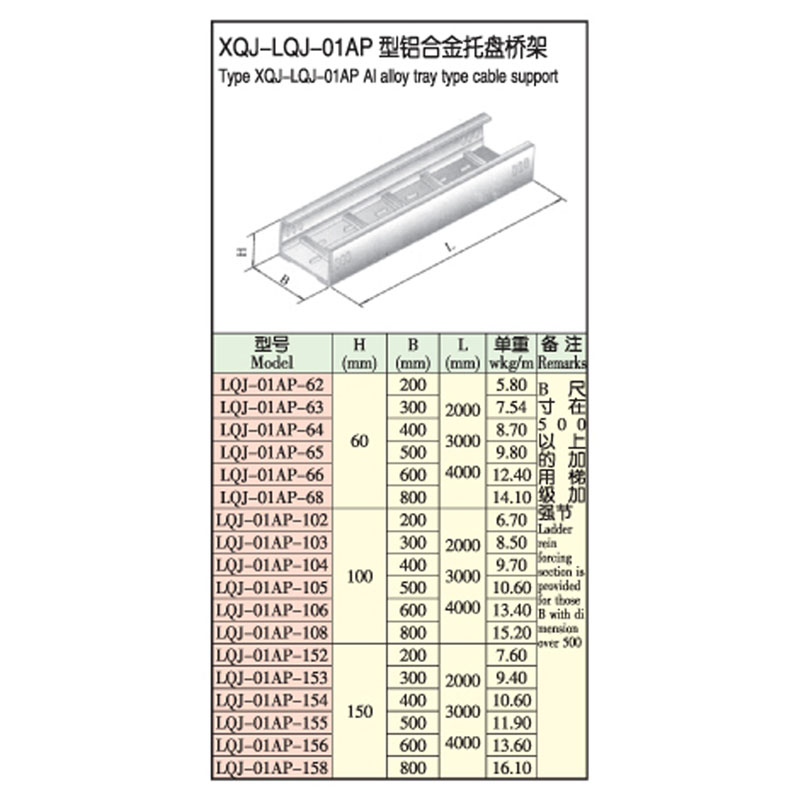 XQJ-LQJ-01AP 型铝合金托盘桥架
Type XQJ-LQJ-01AP Al alloy tray type cable support
H
B
L
型号 H B L 单重 备 注
Model (mm) (mm) (mm) wkg/m Remarks
LQJ-01AP-62 200 5.80
LQJ-01AP-63 300 7.54
LQJ-01AP-64 400 8.70
LQJ-01AP-65 500 9.80
LQJ-01AP-66 600 12.40
LQJ-01AP-68 800 14.10
60
2000
3000
4000
LQJ-01AP-102 200 6.70
LQJ-01AP-103 300 8.50
LQJ-01AP-104 400 9.70
LQJ-01AP-105 500 10.60
LQJ-01AP-106 600 13.40
LQJ-01AP-108 800 15.20
100
2000
3000
4000
LQJ-01AP-152 200 7.60
LQJ-01AP-153 300 9.40
LQJ-01AP-154 400 10.60
LQJ-01AP-155 500 11.90
LQJ-01AP-156 600 13.60
LQJ-01AP-158 800 16.10
150
2000
3000
4000
B 尺
寸 在
5 0 0
以 上
的 加
用 梯
级 加
强节
Ladder
rein
forcing
section is
provided
for those
B with di
mension
over 500